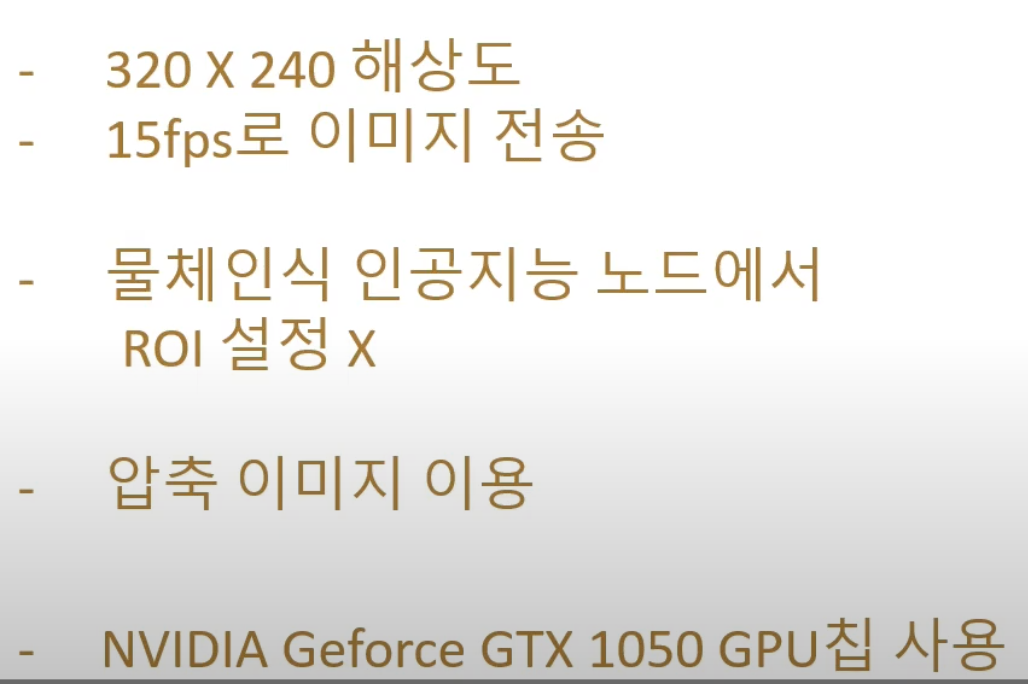 - 320 X 240 해상도
- 15fps로 이미지 전송
- 물체인식 인공지능 노드에서
ROI 설정 X
- 압축 이미지 이용
- NVIDIA Geforce GTX 1050 GPU칩 사용